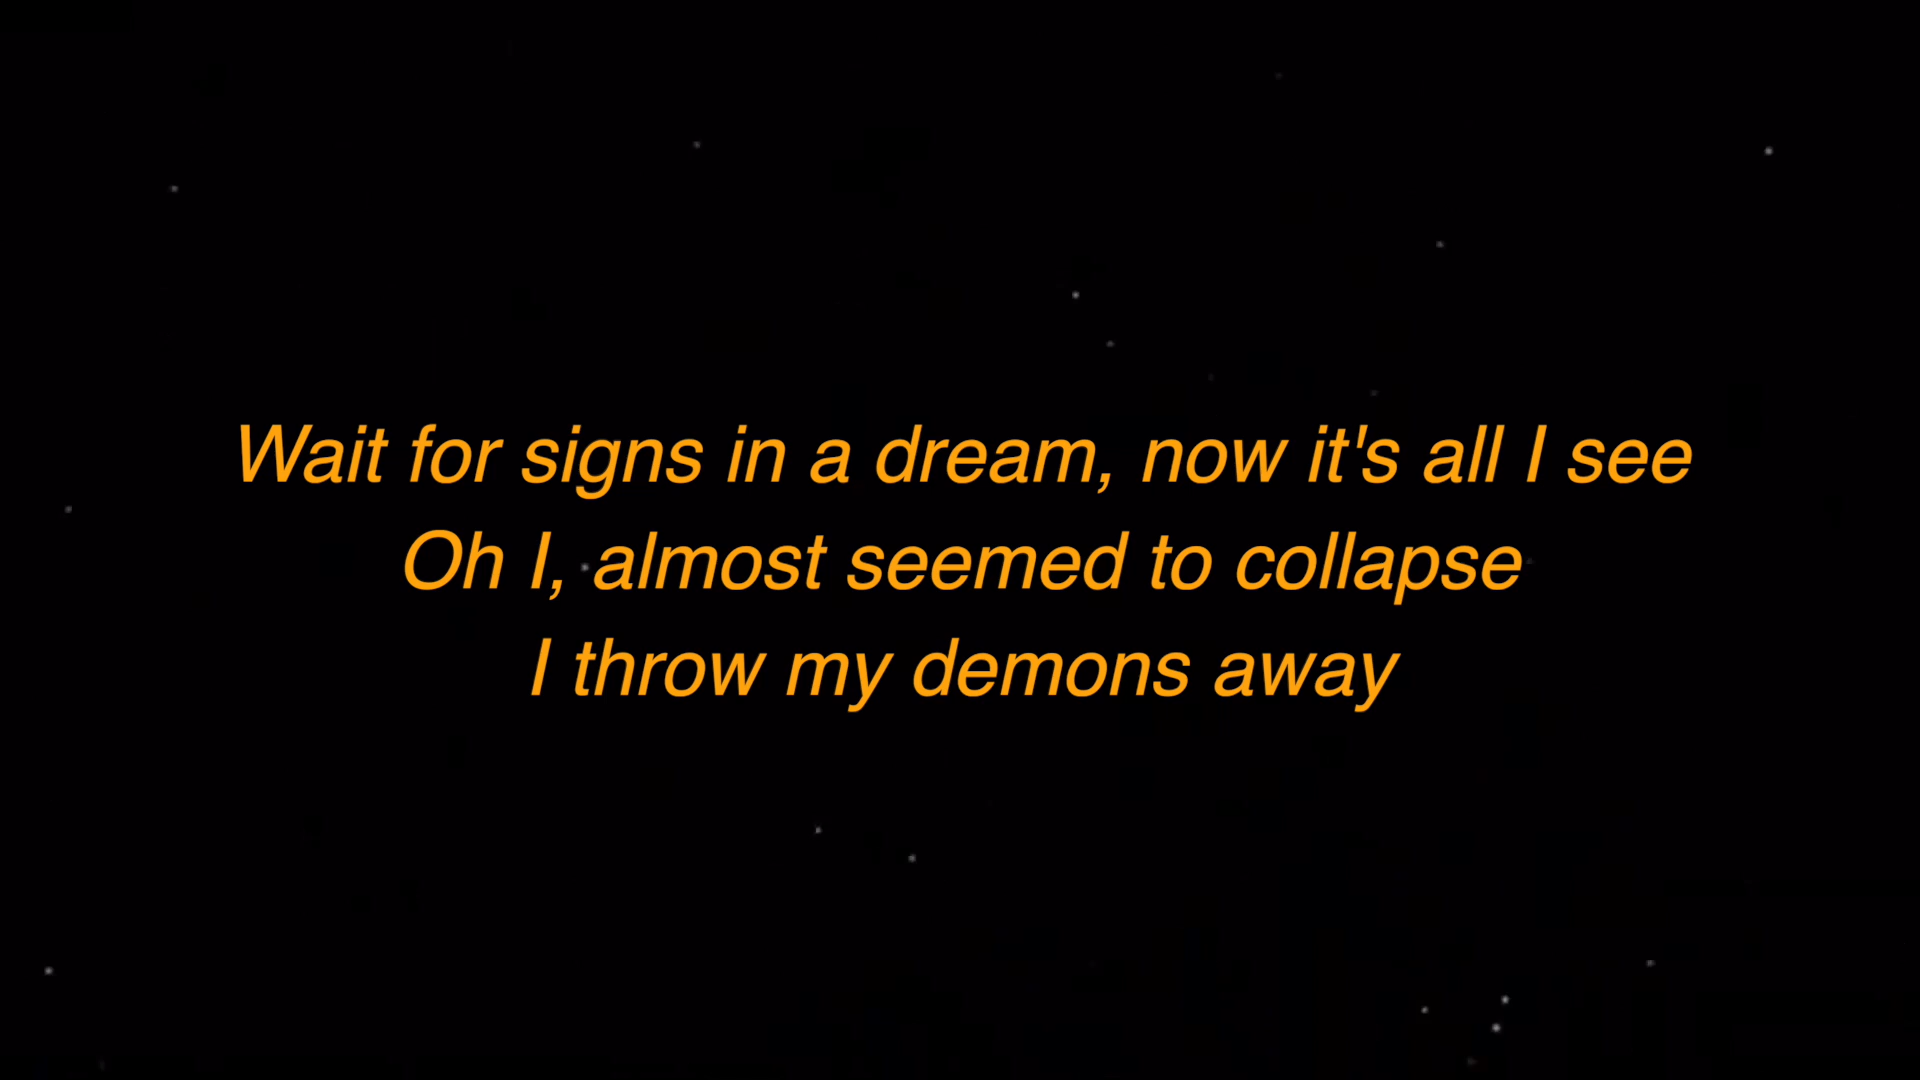 Wait for signs in a dream, now it's all I see
Oh I, almost seemed to collapse
I throw my demons away